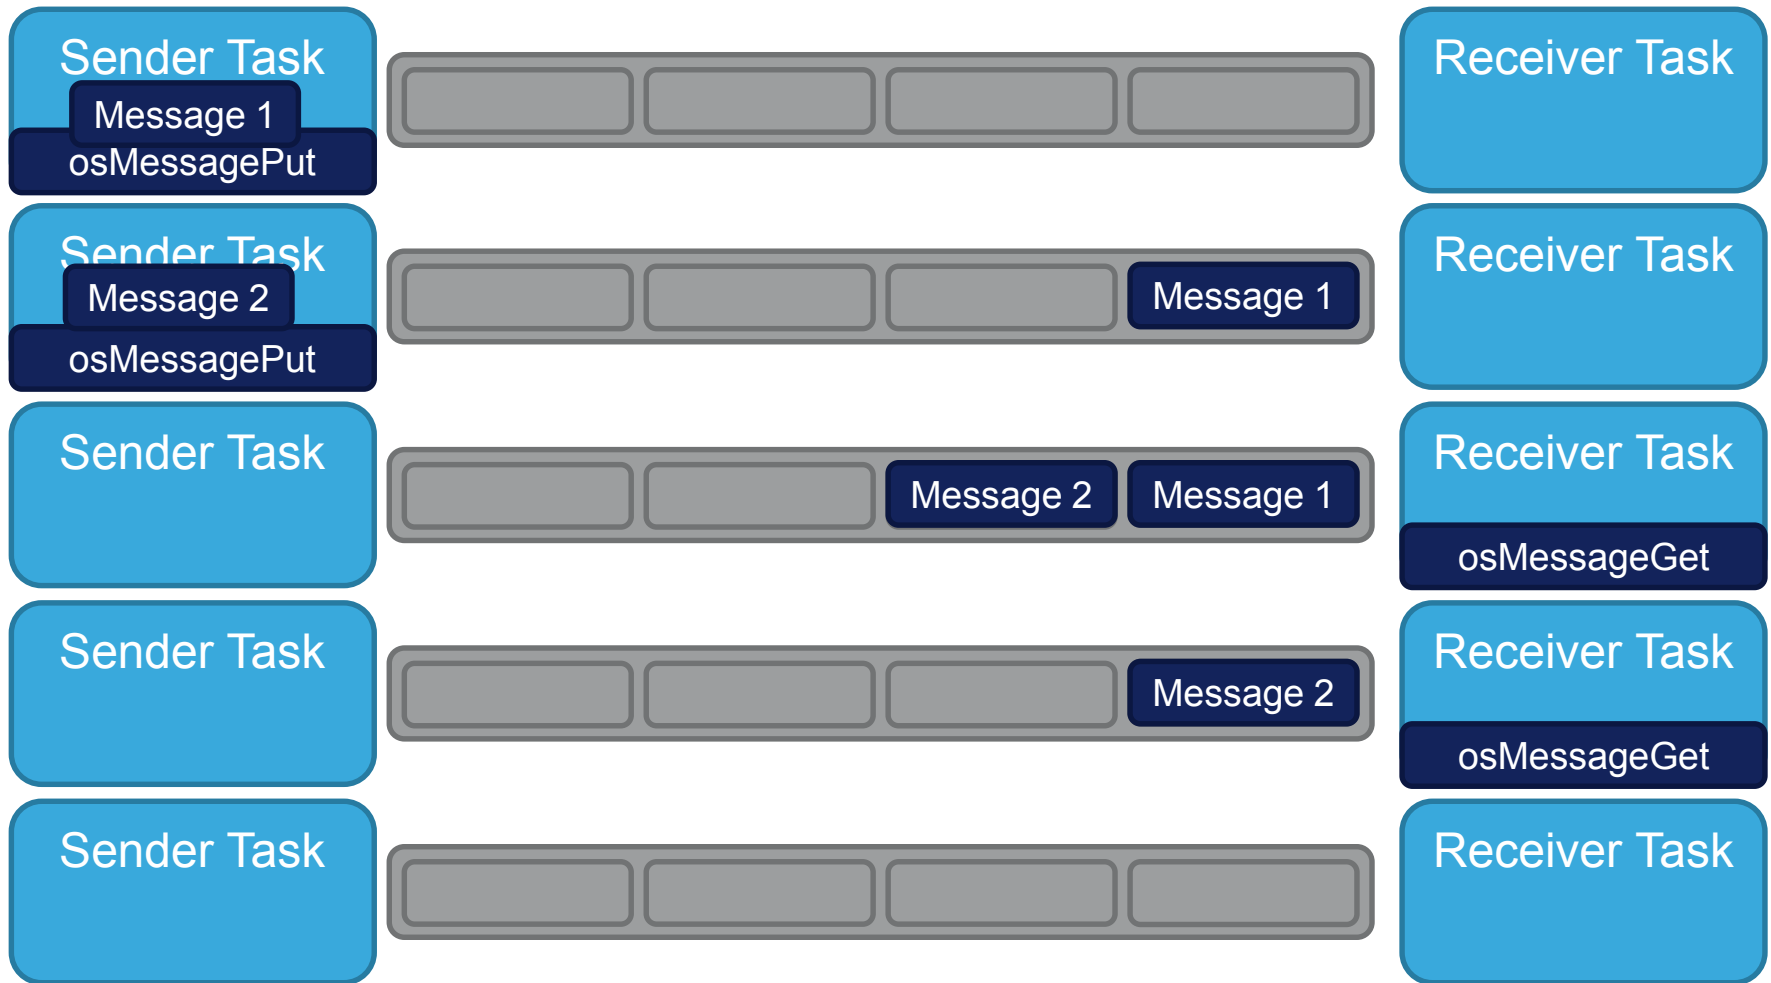 Sender Task
Message 1
osMessagePut
Receiver Task
Sender Task
Message 2
osMessagePut
Message 1
Receiver Task
Sender Task
Message 2
Message 1
Receiver Task
osMessageGet
Sender Task
Message 2
Receiver Task
osMessageGet
Sender Task
Receiver Task